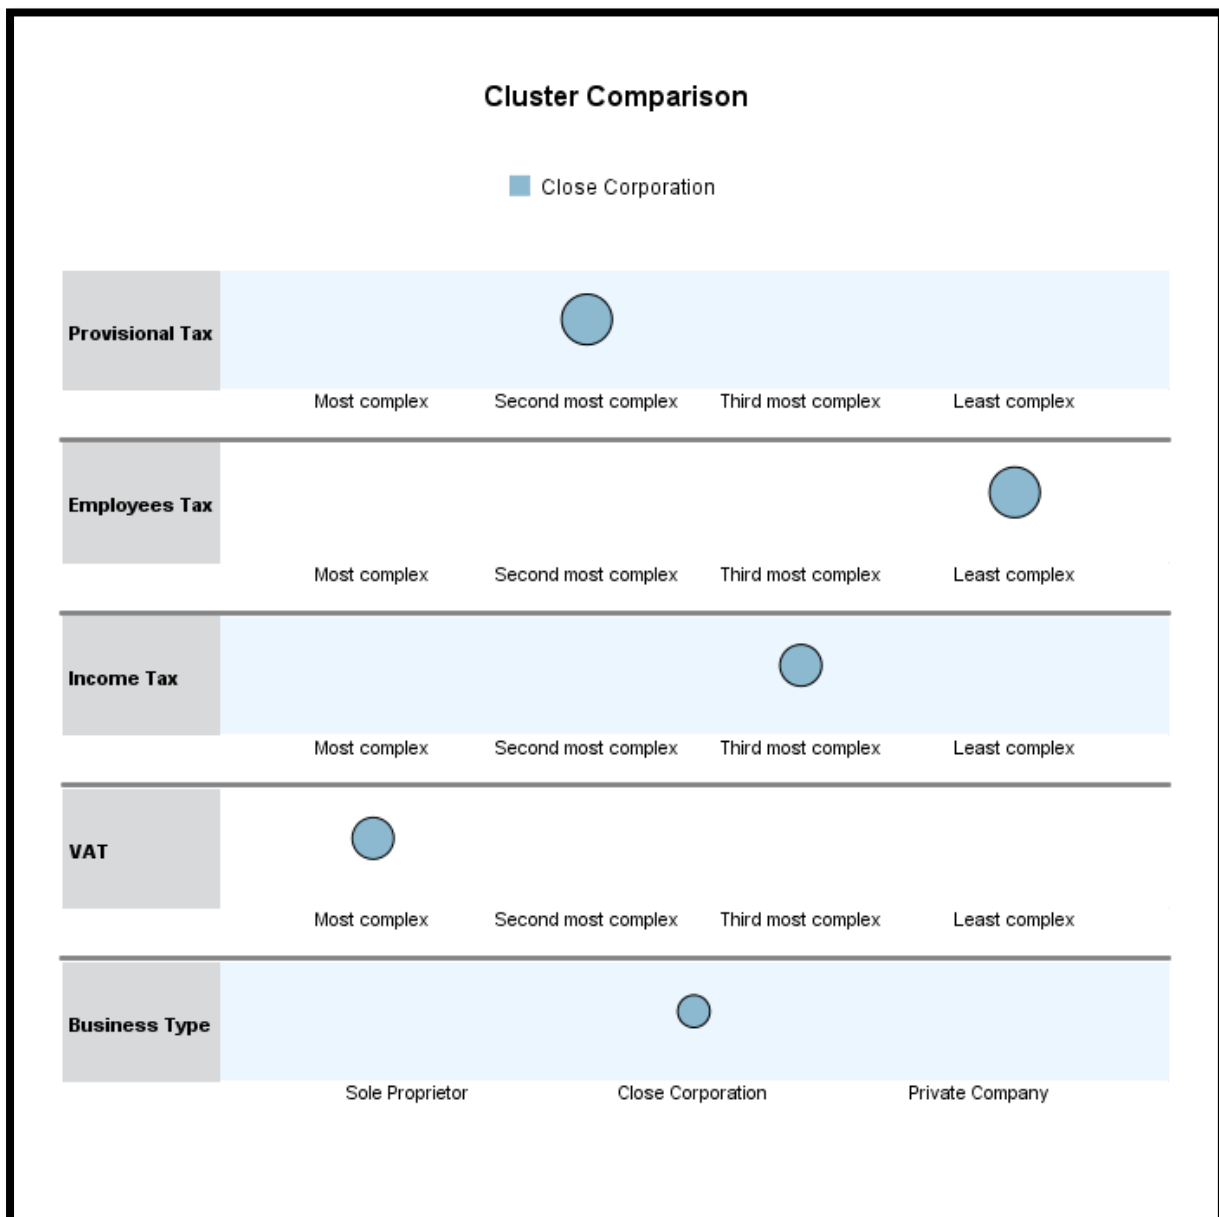 Cluster Comparison
Close Corporation
Provisional Tax
Most complex Second most complex Third most complex Least complex
Employees Tax
Most complex Second most complex Third most complex Least complex
Income Tax
Most complex Second most complex Third most complex Least complex
VAT
Most complex Second most complex Third most complex Least complex
Business Type
Sole Proprietor Close Corporation Private Company